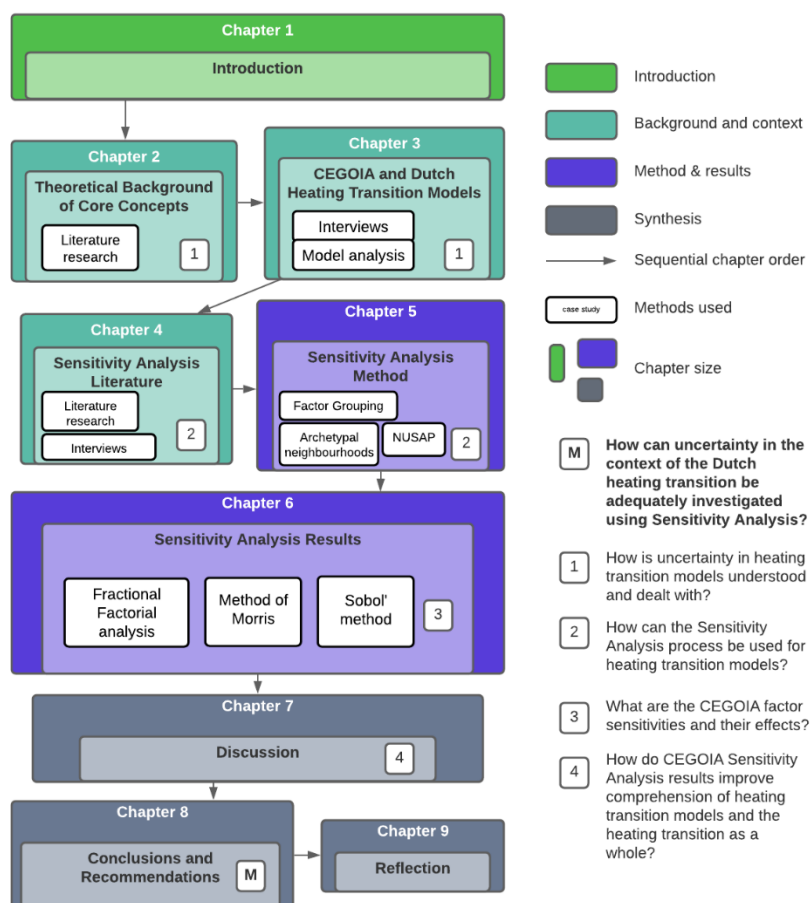 Chapter 1
Introduction
Chapter 2
Theoretical Background
of Core Concepts
Literature
research
1
Chapter 3
CEGOIA and Dutch
Heating Transition Models
Interviews
Model analysis
1
Chapter 4
Sensitivity Analysis
Literature
Literature
research
Interviews
2
Chapter 5
Sensitivity Analysis
Method
Factor Grouping
Archetypal
neighbourhoods
NUSAP
2
Chapter 6
Sensitivity Analysis Results
Fractional
Factorial
analysis
Method of
Morris
Sobol'
method
3
Chapter 7
Discussion
4
Chapter 8
Conclusions and
Recommendations
M
Chapter 9
Reflection
Introduction
Background and context
Method & results
Synthesis
Sequential chapter order
case study
Methods used
Chapter size
M
How can uncertainty in the
context of the Dutch
heating transition be
adequately investigated
using Sensitivity Analysis?
1
How is uncertainty in heating
transition models understood
and dealt with?
2
How can the Sensitivity
Analysis process be used for
heating transition models?
3
What are the CEGOIA factor
sensitivities and their effects?
4
How do CEGOIA Sensitivity
Analysis results improve
comprehension of heating
transition models and the
heating transition as a
whole?